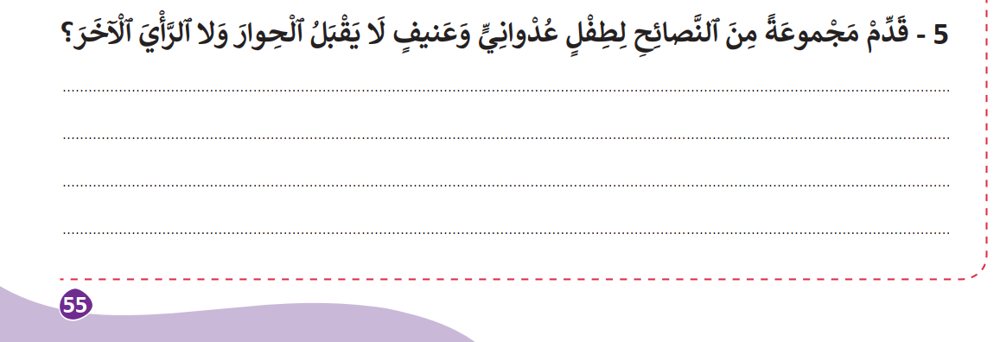 5 - قَدِّمْ مَجْموعَةً مِنَ ٱلنَّصائِحِ لِطِفْلٍ عُدْوانِيٍّ وَعَنيفٍ لَا يَقْبَلُ ٱلْحِوارَ وَلا ٱلرَّأْيَ ٱلْآخَرَ؟
55